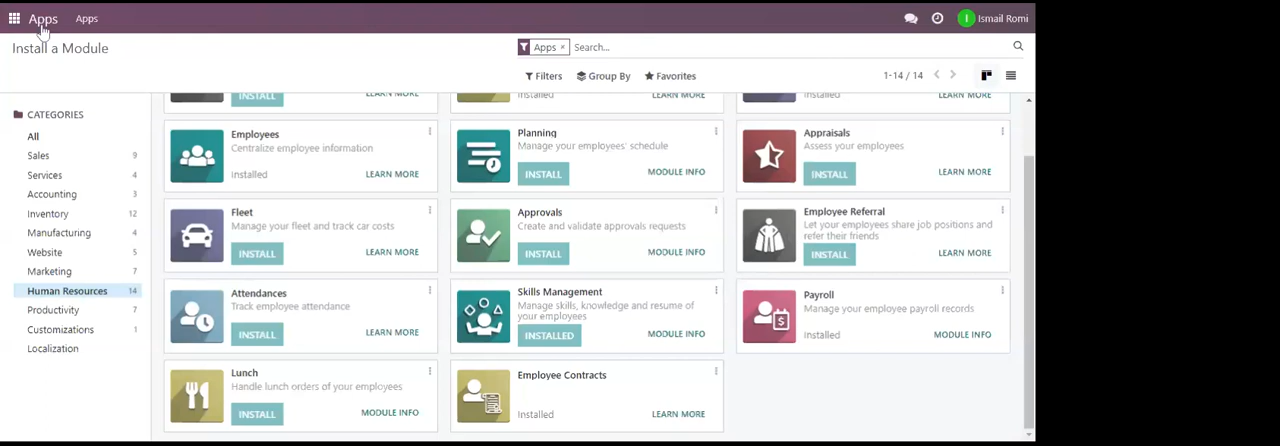 Apps Apps Ismail Romi
Install a Module
Apps × Search...
Filters Group By Favorites 1-14 / 14
CATEGORIES
All
Sales 9
Services 4
Accounting 3
Inventory 12
Manufacturing 4
Website 5
Marketing 7
Human Resources 14
Productivity 7
Customizations 1
Localization
INSTALL LEARN MORE
Installed LEARN MORE
Installed LEARN MORE
Employees
Centralize employee information
Installed LEARN MORE
Planning
Manage your employees' schedule
INSTALL MODULE INFO
Appraisals
Assess your employees
INSTALL LEARN MORE
Fleet
Manage your fleet and track car costs
INSTALL LEARN MORE
Approvals
Create and validate approvals requests
INSTALL MODULE INFO
Employee Referral
Let your employees share job positions and
refer their friends
INSTALL LEARN MORE
Attendances
Track employee attendance
INSTALL LEARN MORE
Skills Management
Manage skills, knowledge and resume of
your employees
INSTALLED MODULE INFO
Payroll
Manage your employee payroll records
Installed MODULE INFO
Lunch
Handle lunch orders of your employees
INSTALL MODULE INFO
Employee Contracts
Installed LEARN MORE